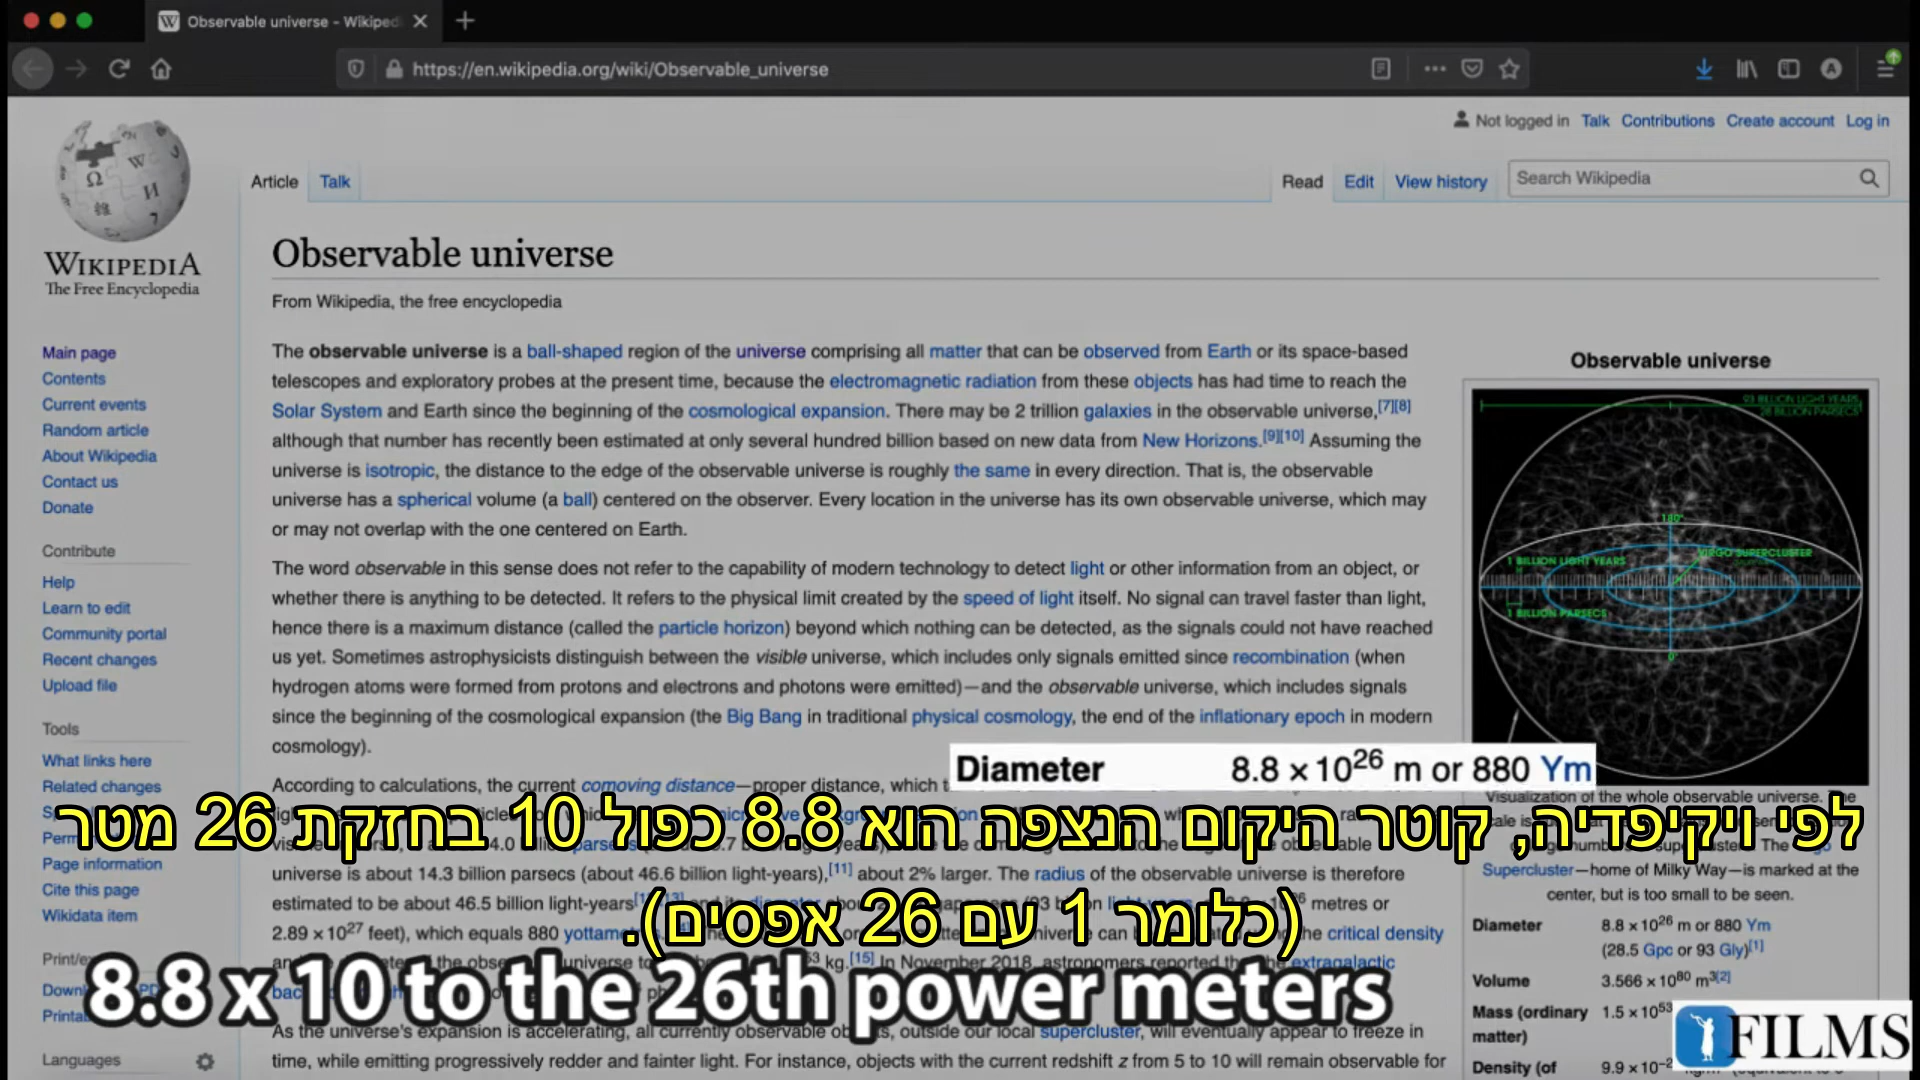 Observable universe - Wikiped
https://en.wikipedia.org/wiki/Observable_universe
Not logged in Talk Contributions Create account Log in
Article Talk
Read Edit View history Search Wikipedia
WIKIPEDIA
The Free Encyclopedia
Main page
Contents
Current events
Random article
About Wikipedia
Contact us
Donate
Contribute
Help
Learn to edit
Community portal
Recent changes
Upload file
Tools
What links here
Related changes
Page information
Cite this page
Wikidata item
Languages
Observable universe
From Wikipedia, the free encyclopedia
The observable universe is a ball-shaped region of the universe comprising all matter that can be observed from Earth or its space-based
telescopes and exploratory probes at the present time, because the electromagnetic radiation from these objects has had time to reach the
Solar System and Earth since the beginning of the cosmological expansion. There may be 2 trillion galaxies in the observable universe,[7][8]
although that number has recently been estimated at only several hundred billion based on new data from New Horizons.[9][10] Assuming the
universe is isotropic, the distance to the edge of the observable universe is roughly the same in every direction. That is, the observable
universe has a spherical volume (a ball) centered on the observer. Every location in the universe has its own observable universe, which may
or may not overlap with the one centered on Earth.
The word observable in this sense does not refer to the capability of modern technology to detect light or other information from an object, or
whether there is anything to be detected. It refers to the physical limit created by the speed of light itself. No signal can travel faster than light,
hence there is a maximum distance (called the particle horizon) beyond which nothing can be detected, as the signals could not have reached
us yet. Sometimes astrophysicists distinguish between the visible universe, which includes only signals emitted since recombination (when
hydrogen atoms were formed from protons and electrons and photons were emitted)—and the observable universe, which includes signals
since the beginning of the cosmological expansion (the Big Bang in traditional physical cosmology, the end of the inflationary epoch in modern
cosmology).
According to calculations, the current comoving distance—proper distance, which
universe is about 14.3 billion parsecs (about 46.6 billion light-years),[11] about 2% larger. The radius of the observable universe is therefore
estimated to be about 46.5 billion light-years metres or
2.89 × 10²⁷ feet), which equals 880 critical density
kg.[15] In November 2018, astronomers reported extragalactic
As the universe's expansion is accelerating, all currently observable outside our local supercluster, will eventually appear to freeze in
time, while emitting progressively redder and fainter light. For instance, objects with the current redshift z from 5 to 10 will remain observable for
Observable universe
93 BILLION LIGHT YEARS
28 BILLION PARSECS
180°
VIRGO SUPERCLUSTER
1 BILLION LIGHT YEARS
1 BILLION PARSECS
0°
Visualization of the whole observable universe. The
Supercluster—home of Milky Way—is marked at the
center, but is too small to be seen.
Diameter 8.8 × 10²⁶ m or 880 Ym
(28.5 Gpc or 93 Gly)[1]
Volume 3.566 × 10⁸⁰ m³[2]
Mass (ordinary matter) 1.5 × 10⁵³
Density (of
Diameter 8.8 × 10²⁶ m or 880 Ym
לפי ויקיפדיה, קוטר היקום הנצפה הוא 8.8 כפול 10 בחזקת 26 מטר
(כלומר 1 עם 26 אפסים).
8.8 x 10 to the 26th power meters
FILMS